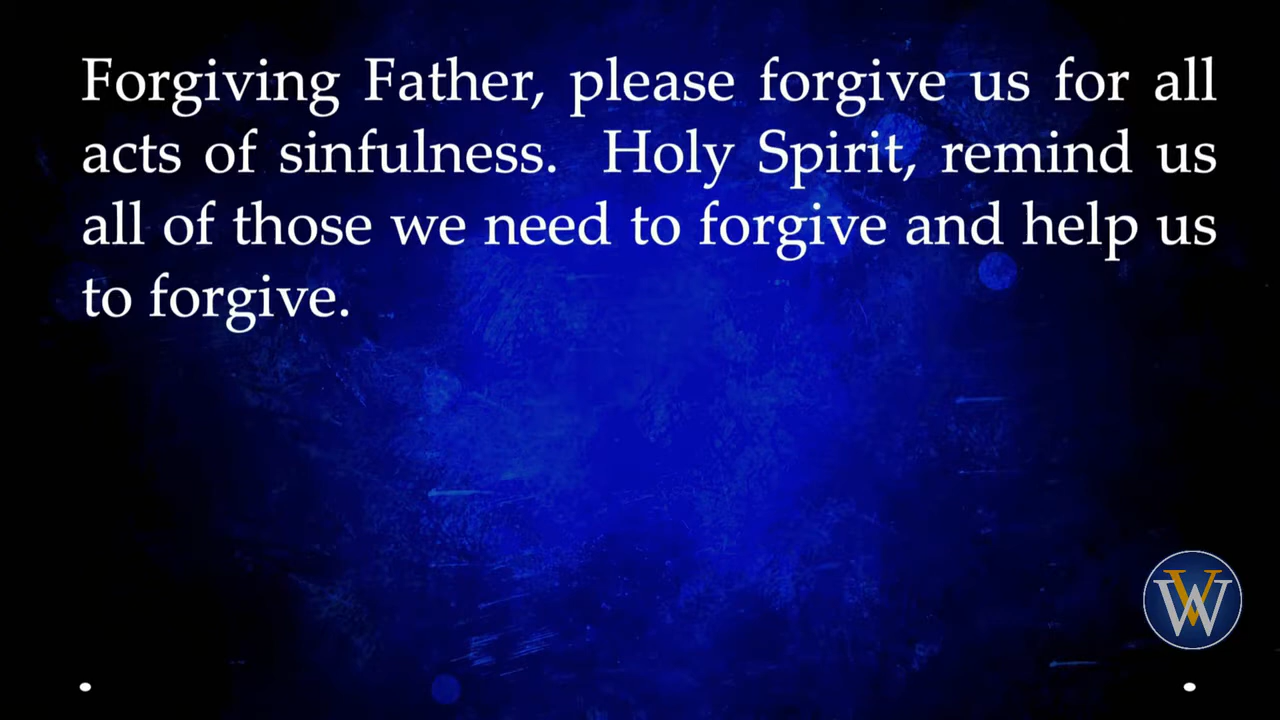 Forgiving Father, please forgive us for all
acts of sinfulness.  Holy Spirit, remind us
all of those we need to forgive and help us
to forgive.
VW